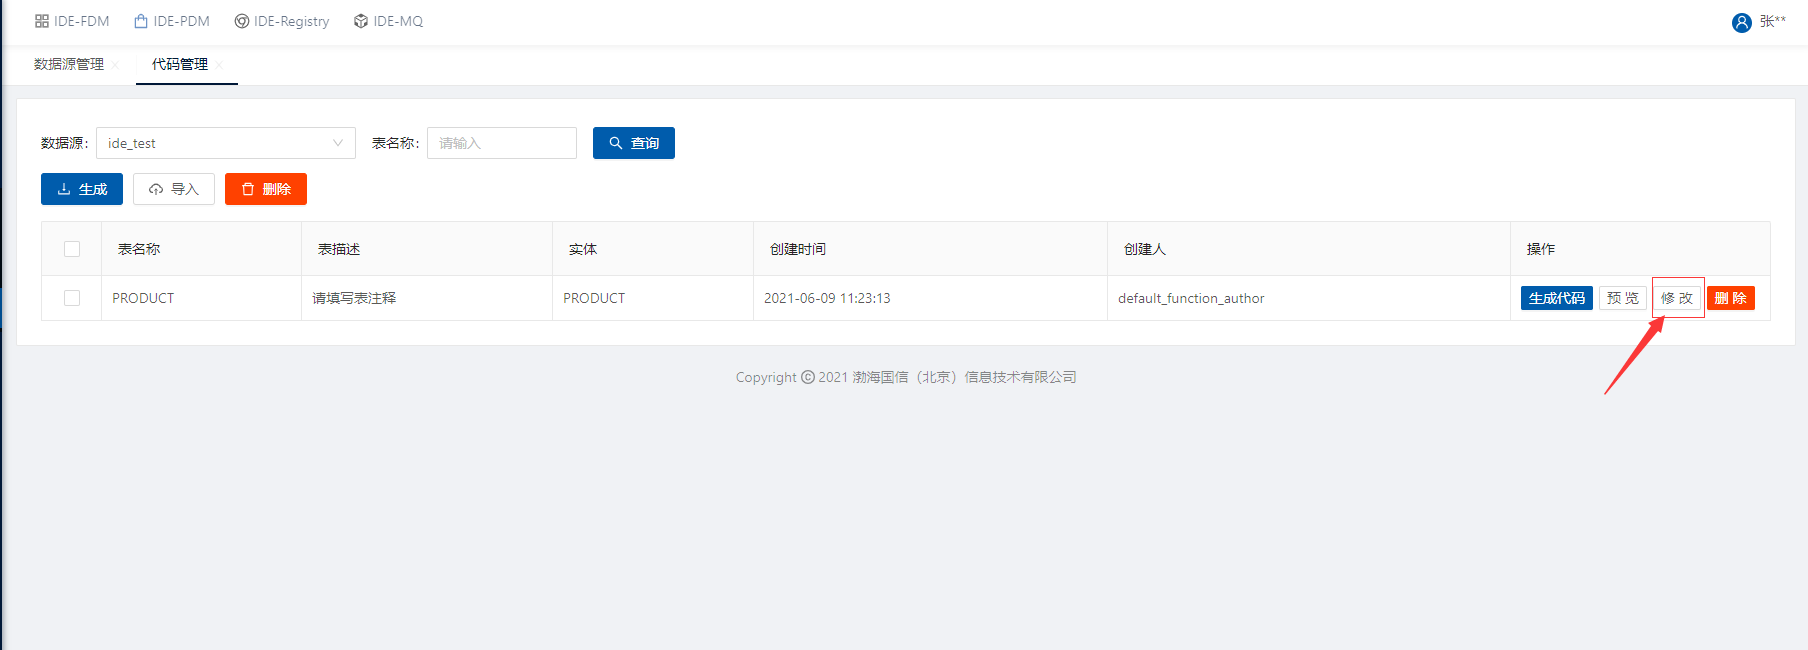 IDE-FDM IDE-PDM IDE-Registry IDE-MQ 张**
数据源管理 代码管理
数据源: ide_test 表名称: 请输入 查询
生成 导入 删除
表名称 表描述 实体 创建时间 创建人 操作
PRODUCT 请填写表注释 PRODUCT 2021-06-09 11:23:13 default_function_author 生成代码 预 览 修 改 删 除
Copyright © 2021 渤海国信（北京）信息技术有限公司